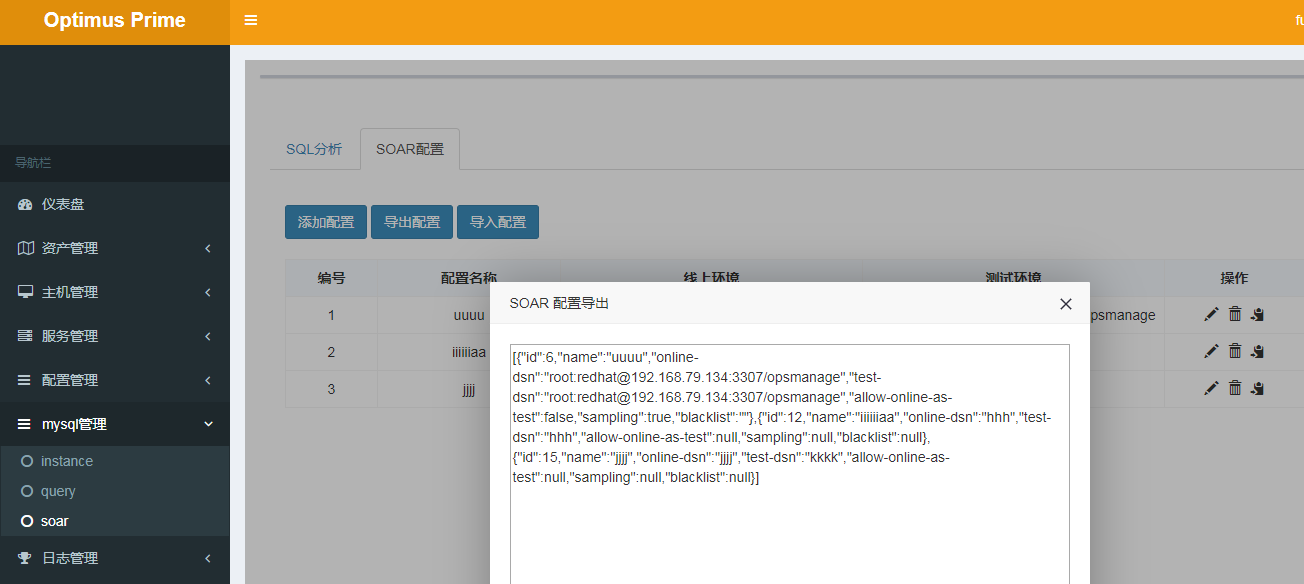 Optimus Prime
fu
导航栏
仪表盘
资产管理
主机管理
服务管理
配置管理
mysql管理
instance
query
soar
日志管理
SQL分析
SOAR配置
添加配置
导出配置
导入配置
编号 配置名称 线上环境 测试环境 操作
1 uuuu opsmanage
2 iiiiiiaa
3 jjjj
SOAR 配置导出
[{"id":6,"name":"uuuu","online-
dsn":"root:redhat@192.168.79.134:3307/opsmanage","test-
dsn":"root:redhat@192.168.79.134:3307/opsmanage","allow-online-as-
test":false,"sampling":true,"blacklist":""},{"id":12,"name":"iiiiiiaa","online-dsn":"hhh","test-
dsn":"hhh","allow-online-as-test":null,"sampling":null,"blacklist":null},
{"id":15,"name":"jjjj","online-dsn":"jjjj","test-dsn":"kkkk","allow-online-as-
test":null,"sampling":null,"blacklist":null}]